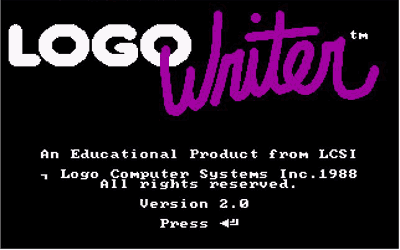 LOGO Writer™
An Educational Product from LCSI
┐ Logo Computer Systems Inc.1988
All rights reserved.
Version 2.0
Press ◄┘